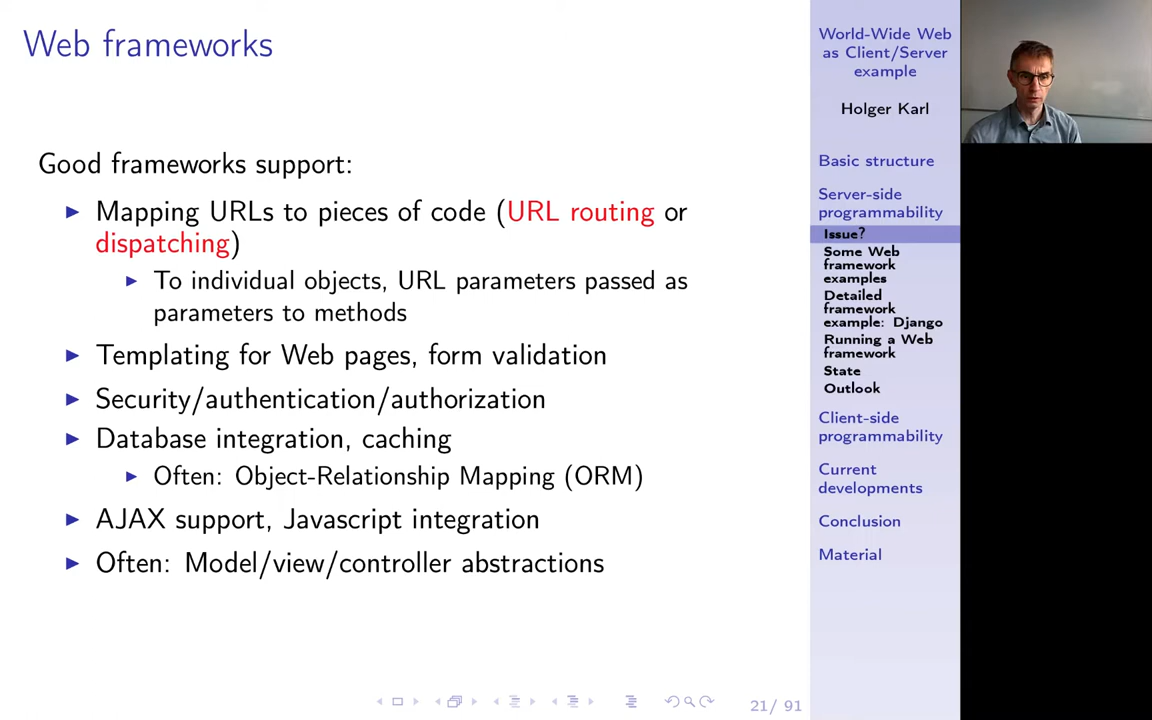 Web frameworks
Good frameworks support:
Mapping URLs to pieces of code (URL routing or
dispatching)
To individual objects, URL parameters passed as
parameters to methods
Templating for Web pages, form validation
Security/authentication/authorization
Database integration, caching
Often: Object-Relationship Mapping (ORM)
AJAX support, Javascript integration
Often: Model/view/controller abstractions
21/ 91
World-Wide Web
as Client/Server
example
Holger Karl
Basic structure
Server-side
programmability
Issue?
Some Web
framework
examples
Detailed
framework
example: Django
Running a Web
framework
State
Outlook
Client-side
programmability
Current
developments
Conclusion
Material